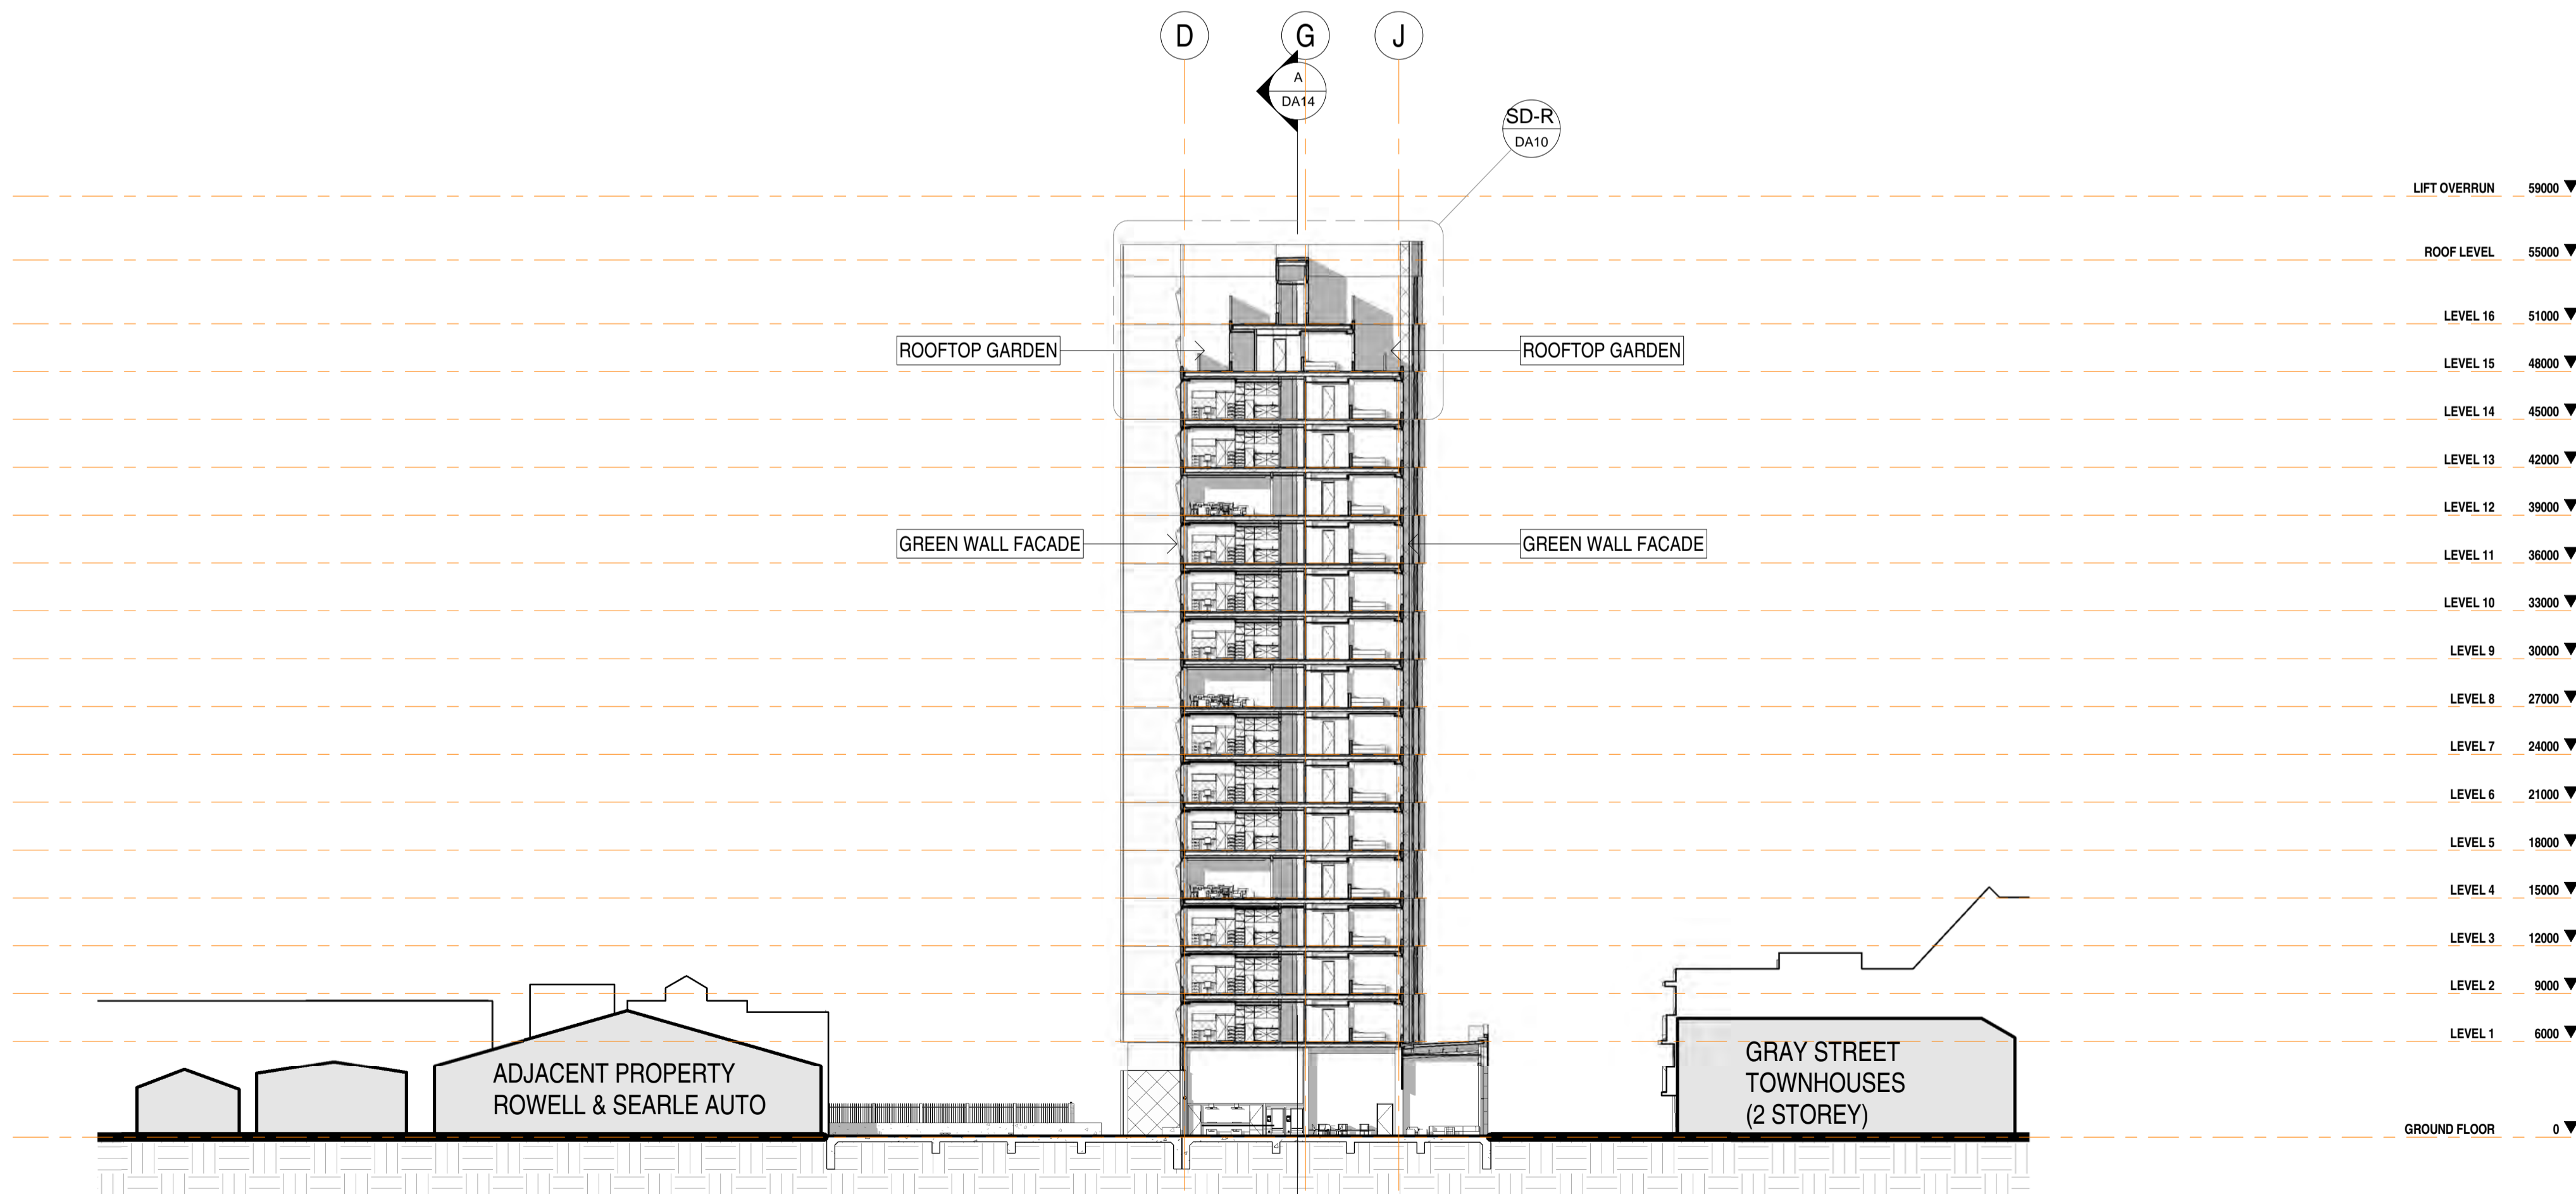 D
G
J
A
DA14
SD-R
DA10
LIFT OVERRUN 59000
ROOF LEVEL 55000
LEVEL 16 51000
ROOFTOP GARDEN
ROOFTOP GARDEN
LEVEL 15 48000
LEVEL 14 45000
LEVEL 13 42000
LEVEL 12 39000
GREEN WALL FACADE
GREEN WALL FACADE
LEVEL 11 36000
LEVEL 10 33000
LEVEL 9 30000
LEVEL 8 27000
LEVEL 7 24000
LEVEL 6 21000
LEVEL 5 18000
LEVEL 4 15000
LEVEL 3 12000
LEVEL 2 9000
LEVEL 1 6000
ADJACENT PROPERTY
ROWELL & SEARLE AUTO
GRAY STREET
TOWNHOUSES
(2 STOREY)
GROUND FLOOR 0